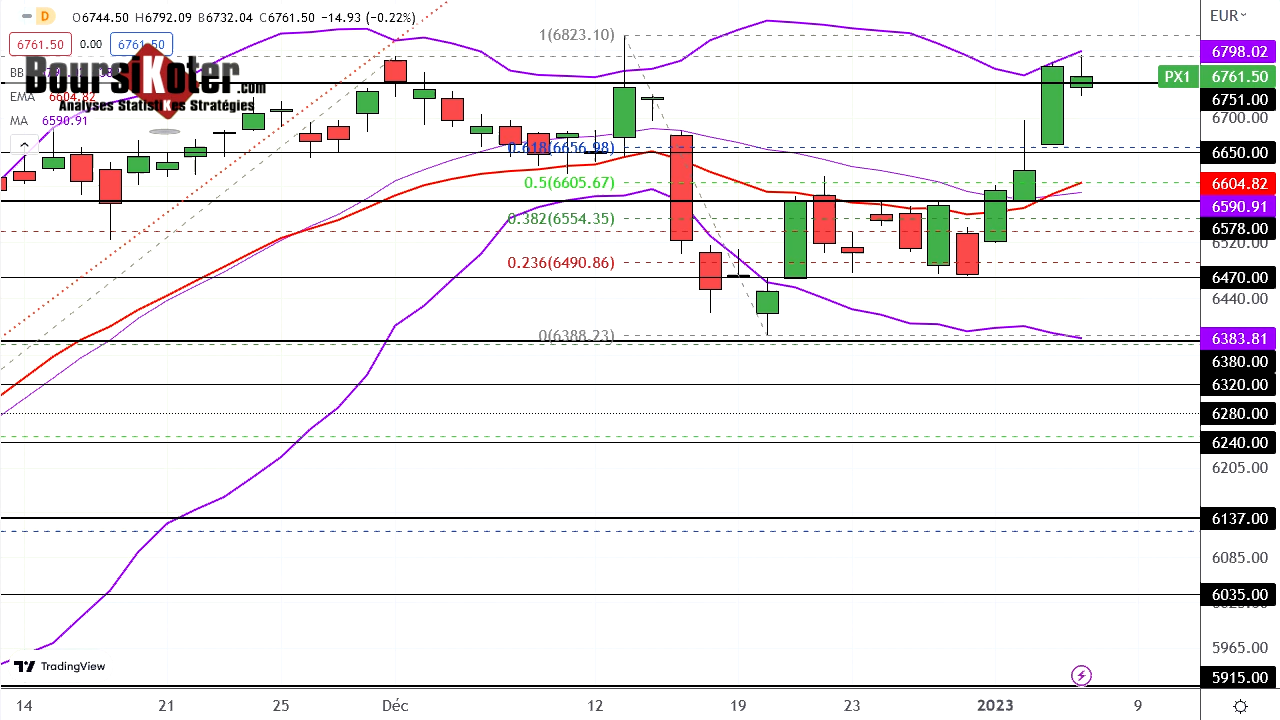 D O6744.50 H6792.09 B6732.04 C6761.50 −14.93 (−0.22%)
6761.50 0.00 6761.50
BoursiKoter.com
Analyses StatistiKes Stratégies
BB
EMA 6604.82
MA 6590.91
1(6823.10)
0.618(6656.98)
0.5(6605.67)
0.382(6554.35)
0.236(6490.86)
0(6388.23)
EUR
6798.02
PX1 6761.50
6751.00
6700.00
6650.00
6604.82
6590.91
6578.00
6520.00
6470.00
6440.00
6383.81
6380.00
6320.00
6280.00
6240.00
6205.00
6137.00
6085.00
6035.00
5965.00
5915.00
TradingView
14 21 25 Déc 12 19 23 2023 9